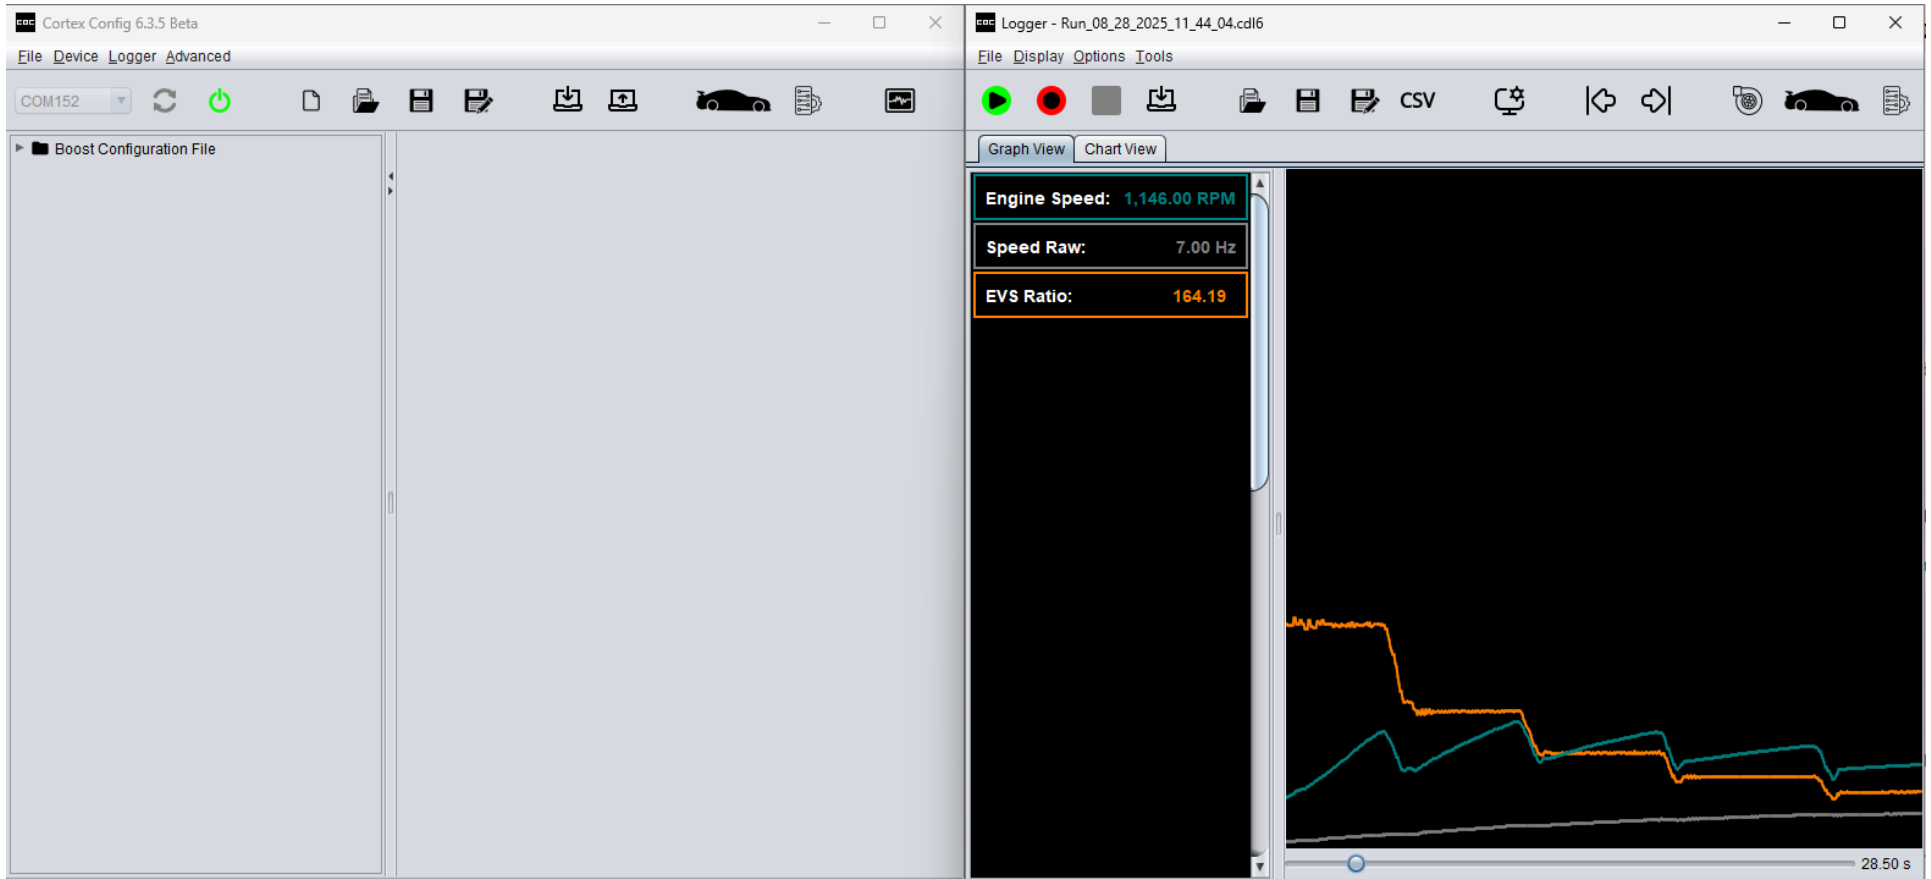 Cortex Config 6.3.5 Beta
File Device Logger Advanced
COM152
Boost Configuration File
Logger - Run_08_28_2025_11_44_04.cdl6
File Display Options Tools
CSV
Graph View Chart View
Engine Speed: 1,146.00 RPM
Speed Raw: 7.00 Hz
EVS Ratio: 164.19
28.50 s